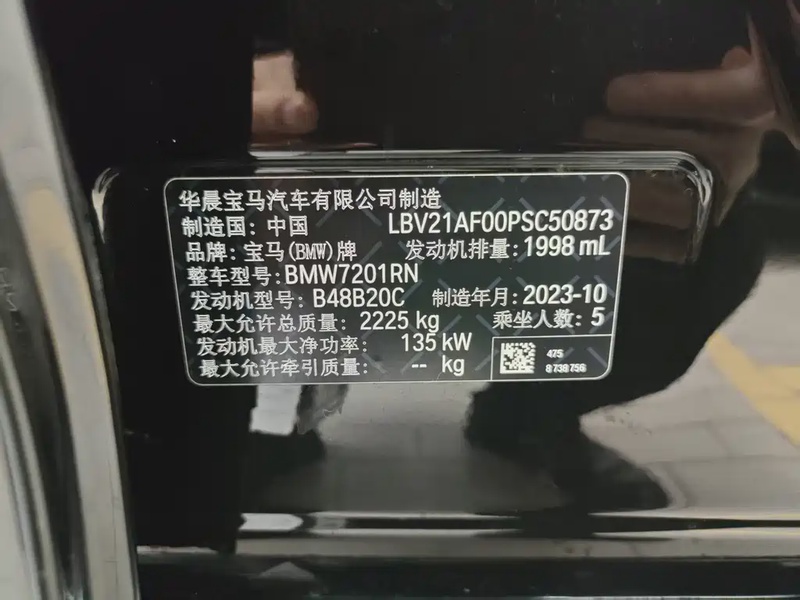 华晨宝马汽车有限公司制造
制造国: 中国 LBV21AF00PSC50873
品牌: 宝马(BMW)牌 发动机排量: 1998 mL
整车型号: BMW7201RN
发动机型号: B48B20C 制造年月: 2023-10
最大允许总质量: 2225 kg 乘坐人数: 5
发动机最大净功率: 135 kW
最大允许牵引质量: -- kg
475
8 738 756